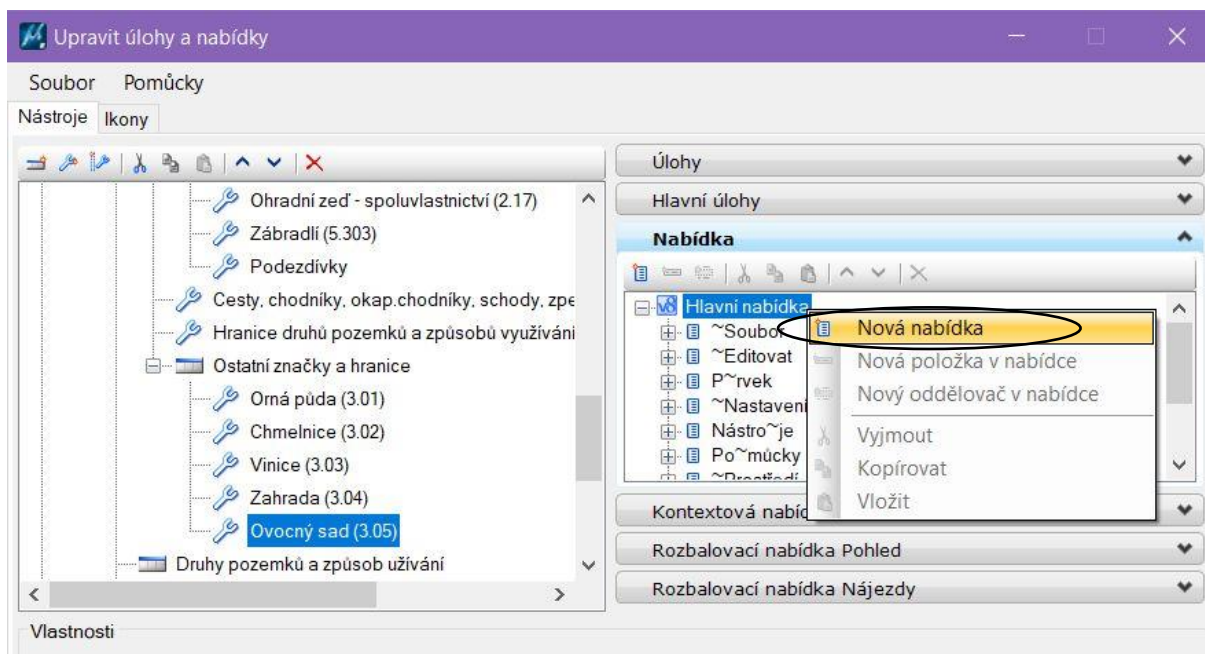 Upravit úlohy a nabídky
Soubor Pomůcky
Nástroje Ikony
Ohradní zeď - spoluvlastnictví (2.17)
Zábradlí (5.303)
Podezdívky
Cesty, chodníky, okap.chodníky, schody, zpe
Hranice druhů pozemků a způsobů využívání
Ostatní značky a hranice
Orná půda (3.01)
Chmelnice (3.02)
Vinice (3.03)
Zahrada (3.04)
Ovocný sad (3.05)
Druhy pozemků a způsob užívání
Vlastnosti
Úlohy
Hlavní úlohy
Nabídka
Hlavní nabídka
~Soubor
~Editovat
P~rvek
~Nastavení
Nástro~je
Po~můcky
~Prostředí
Nová nabídka
Nová položka v nabídce
Nový oddělovač v nabídce
Vyjmout
Kopírovat
Vložit
Kontextová nabíd
Rozbalovací nabídka Pohled
Rozbalovací nabídka Nájezdy